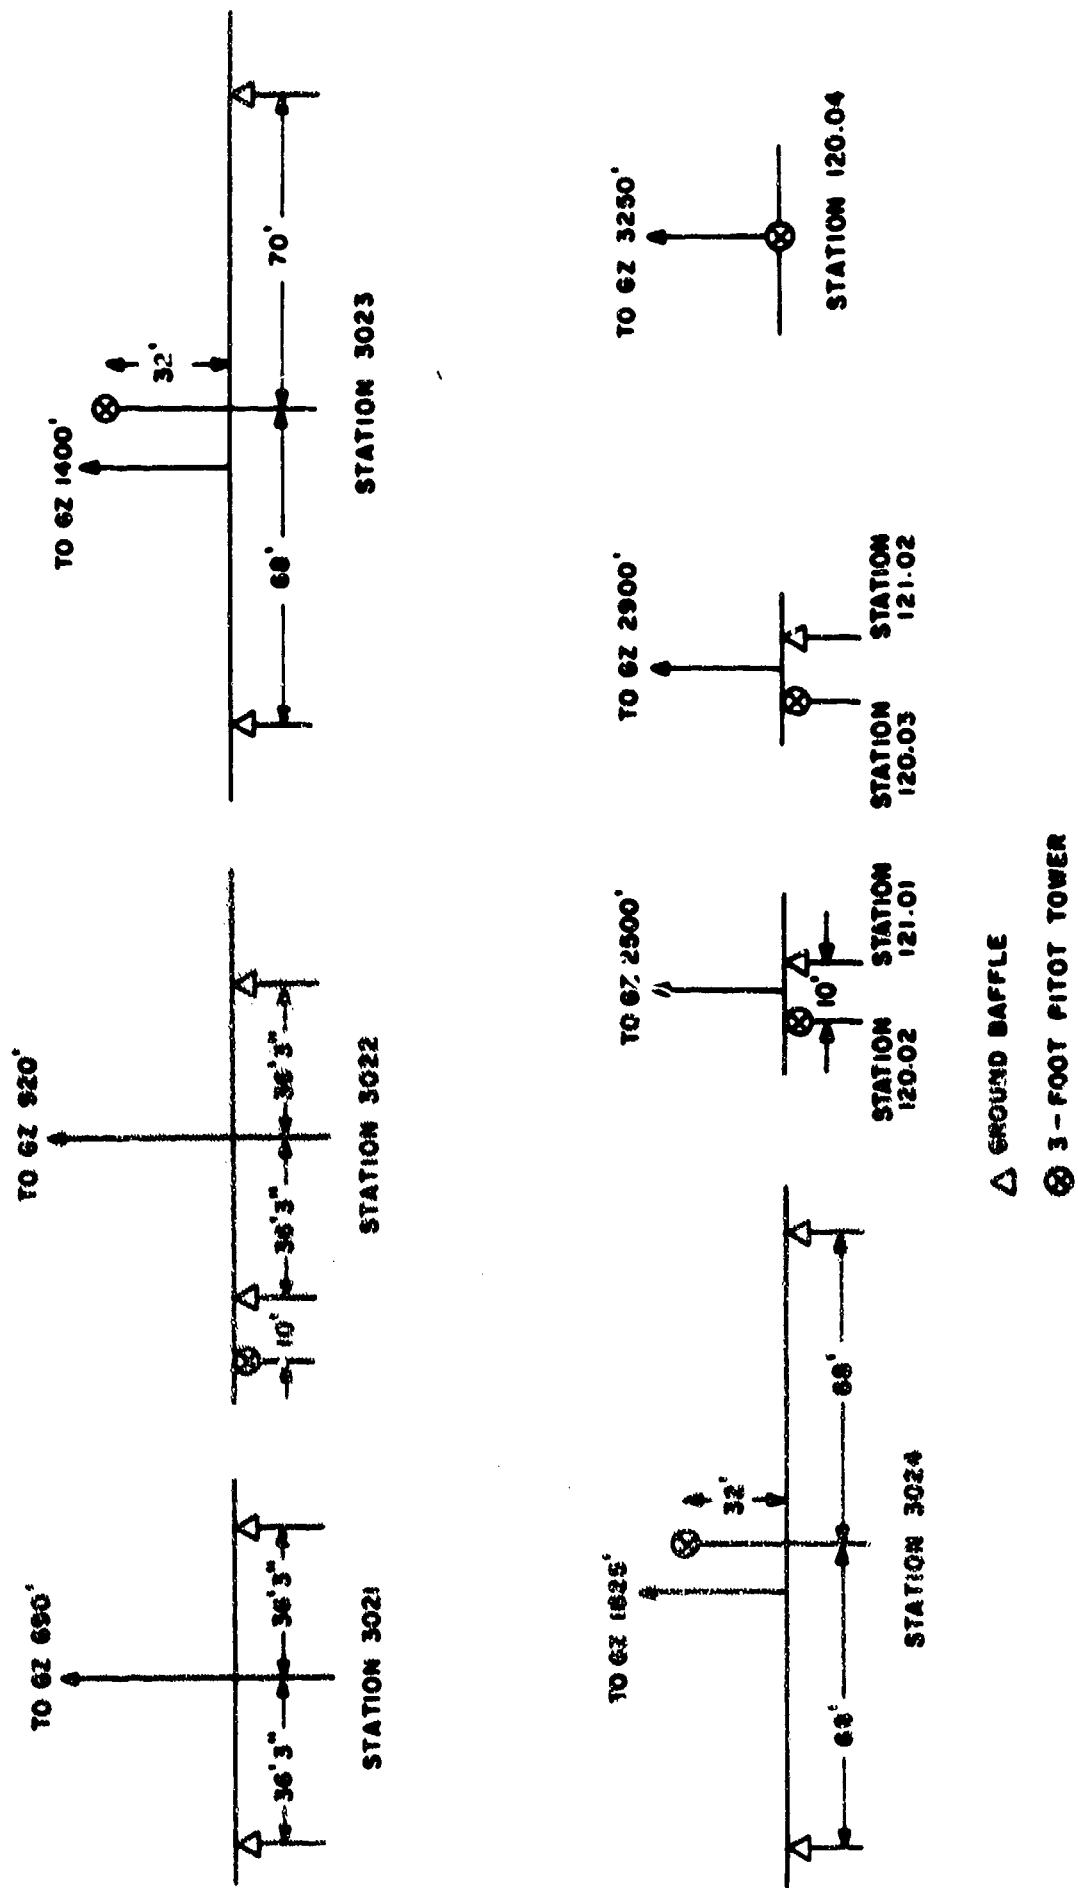 TO GZ 690'
36'3"
36'3"
STATION 3021
TO GZ 920'
10'
36'3"
36'3"
STATION 3022
TO GZ 1400'
32'
68'
70'
STATION 3023
TO GZ 1825'
32'
68'
68'
STATION 3024
TO GZ 2500'
10'
STATION
120.02
STATION
121.01
TO GZ 2900'
STATION
120.03
STATION
121.02
TO GZ 3250'
STATION 120.04
GROUND BAFFLE
3-FOOT PITOT TOWER